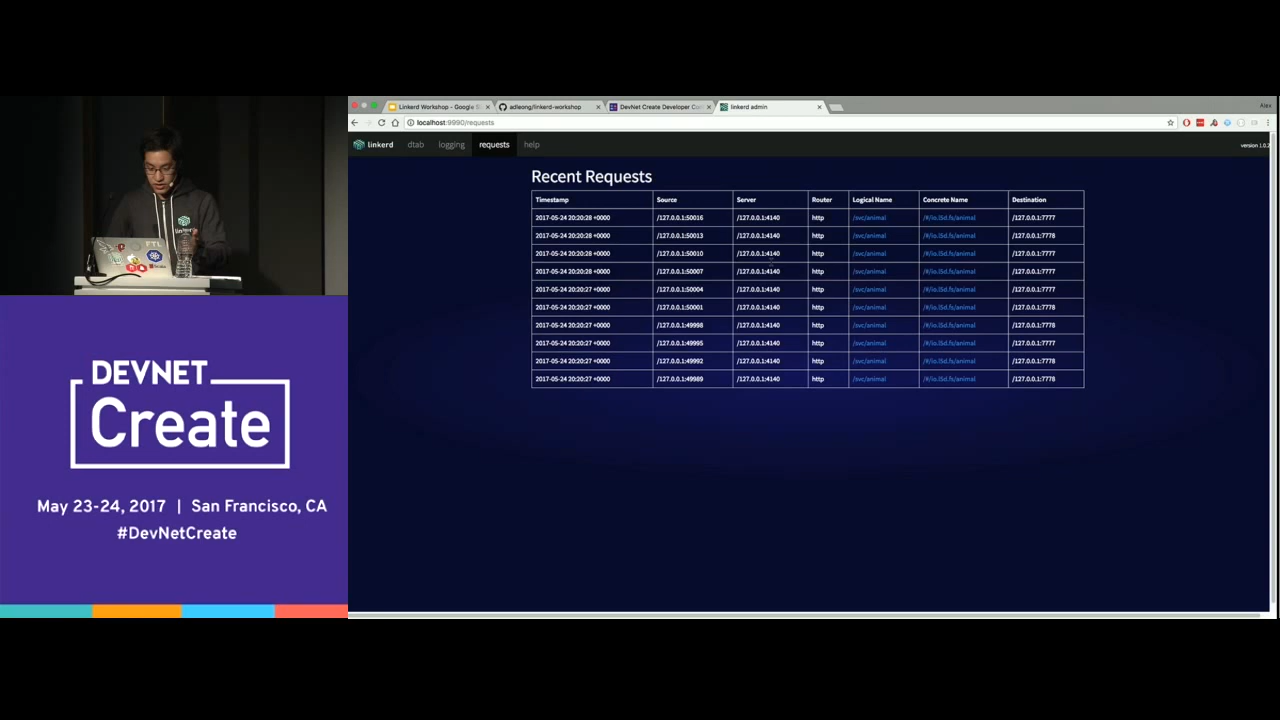 Linkerd Workshop - Google S
adleong/linkerd-workshop
DevNet Create Developer Con
linkerd admin
Alex
localhost:9990/requests
linkerd
dtab
logging
requests
help
version 1.0.2
Recent Requests
Timestamp Source Server Router Logical Name Concrete Name Destination
2017-05-24 20:20:28 +0000 /127.0.0.1:50016 /127.0.0.1:4140 http /svc/animal /#/io.l5d.fs/animal /127.0.0.1:7777
2017-05-24 20:20:28 +0000 /127.0.0.1:50013 /127.0.0.1:4140 http /svc/animal /#/io.l5d.fs/animal /127.0.0.1:7778
2017-05-24 20:20:28 +0000 /127.0.0.1:50010 /127.0.0.1:4140 http /svc/animal /#/io.l5d.fs/animal /127.0.0.1:7777
2017-05-24 20:20:28 +0000 /127.0.0.1:50007 /127.0.0.1:4140 http /svc/animal /#/io.l5d.fs/animal /127.0.0.1:7777
2017-05-24 20:20:27 +0000 /127.0.0.1:50004 /127.0.0.1:4140 http /svc/animal /#/io.l5d.fs/animal /127.0.0.1:7777
2017-05-24 20:20:27 +0000 /127.0.0.1:50001 /127.0.0.1:4140 http /svc/animal /#/io.l5d.fs/animal /127.0.0.1:7778
2017-05-24 20:20:27 +0000 /127.0.0.1:49998 /127.0.0.1:4140 http /svc/animal /#/io.l5d.fs/animal /127.0.0.1:7778
2017-05-24 20:20:27 +0000 /127.0.0.1:49995 /127.0.0.1:4140 http /svc/animal /#/io.l5d.fs/animal /127.0.0.1:7777
2017-05-24 20:20:27 +0000 /127.0.0.1:49992 /127.0.0.1:4140 http /svc/animal /#/io.l5d.fs/animal /127.0.0.1:7778
2017-05-24 20:20:27 +0000 /127.0.0.1:49989 /127.0.0.1:4140 http /svc/animal /#/io.l5d.fs/animal /127.0.0.1:7778
FTL
DEVNET
Create
May 23-24, 2017 | San Francisco, CA
#DevNetCreate